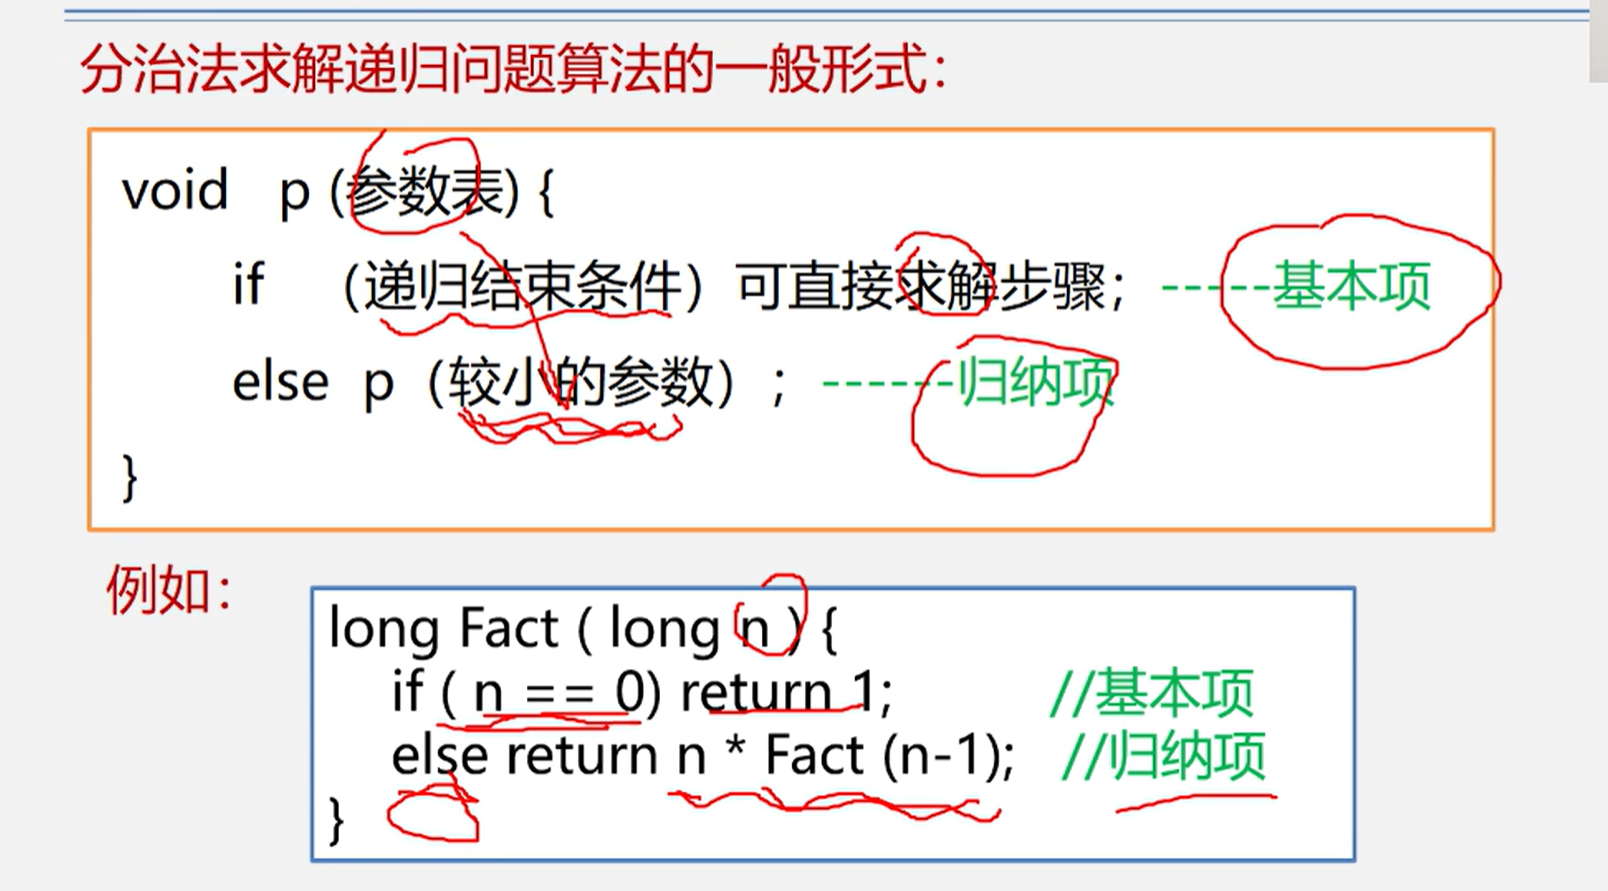 分治法求解递归问题算法的一般形式：
void p (参数表) {
if （递归结束条件）可直接求解步骤；-----基本项
else p （较小的参数）；------归纳项
}
例如：
long Fact ( long n ) {
if ( n == 0) return 1; //基本项
else return n * Fact (n-1); //归纳项
}